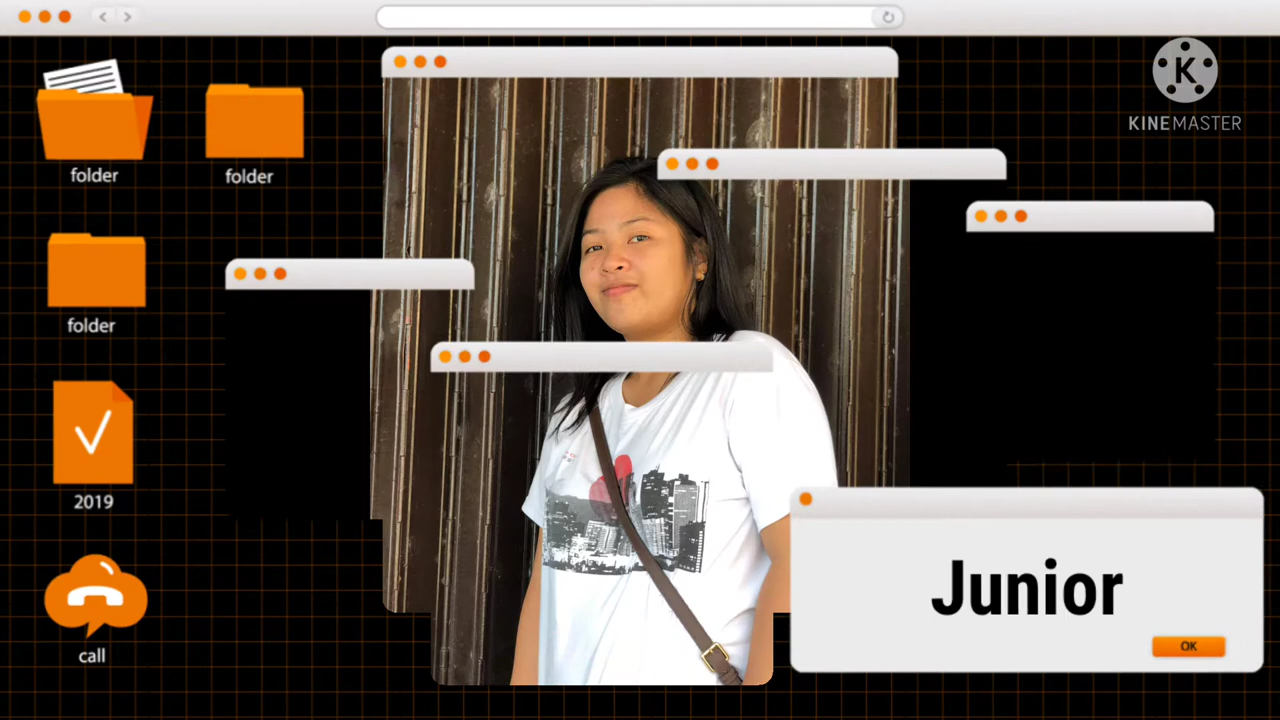 folder
folder
folder
2019
call
KINEMASTER
K
Junior
OK